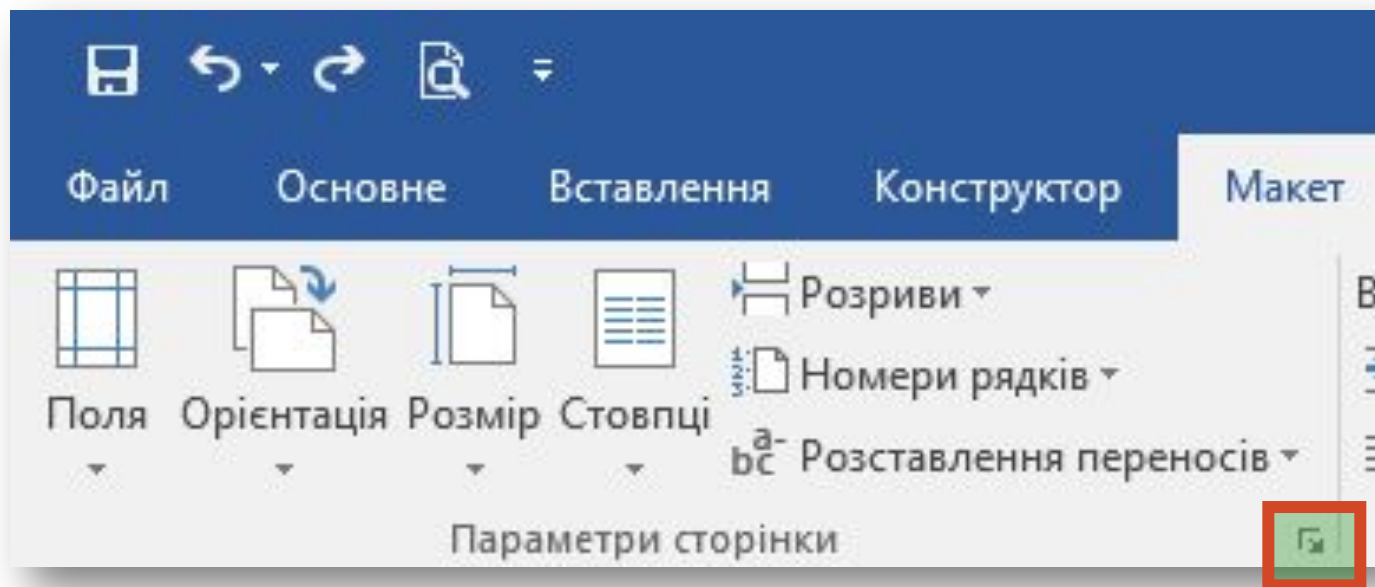 Файл Основне Вставлення Конструктор Макет
Поля Орієнтація Розмір Стовпці
Розриви
Номери рядків
Розставлення переносів
Параметри сторінки